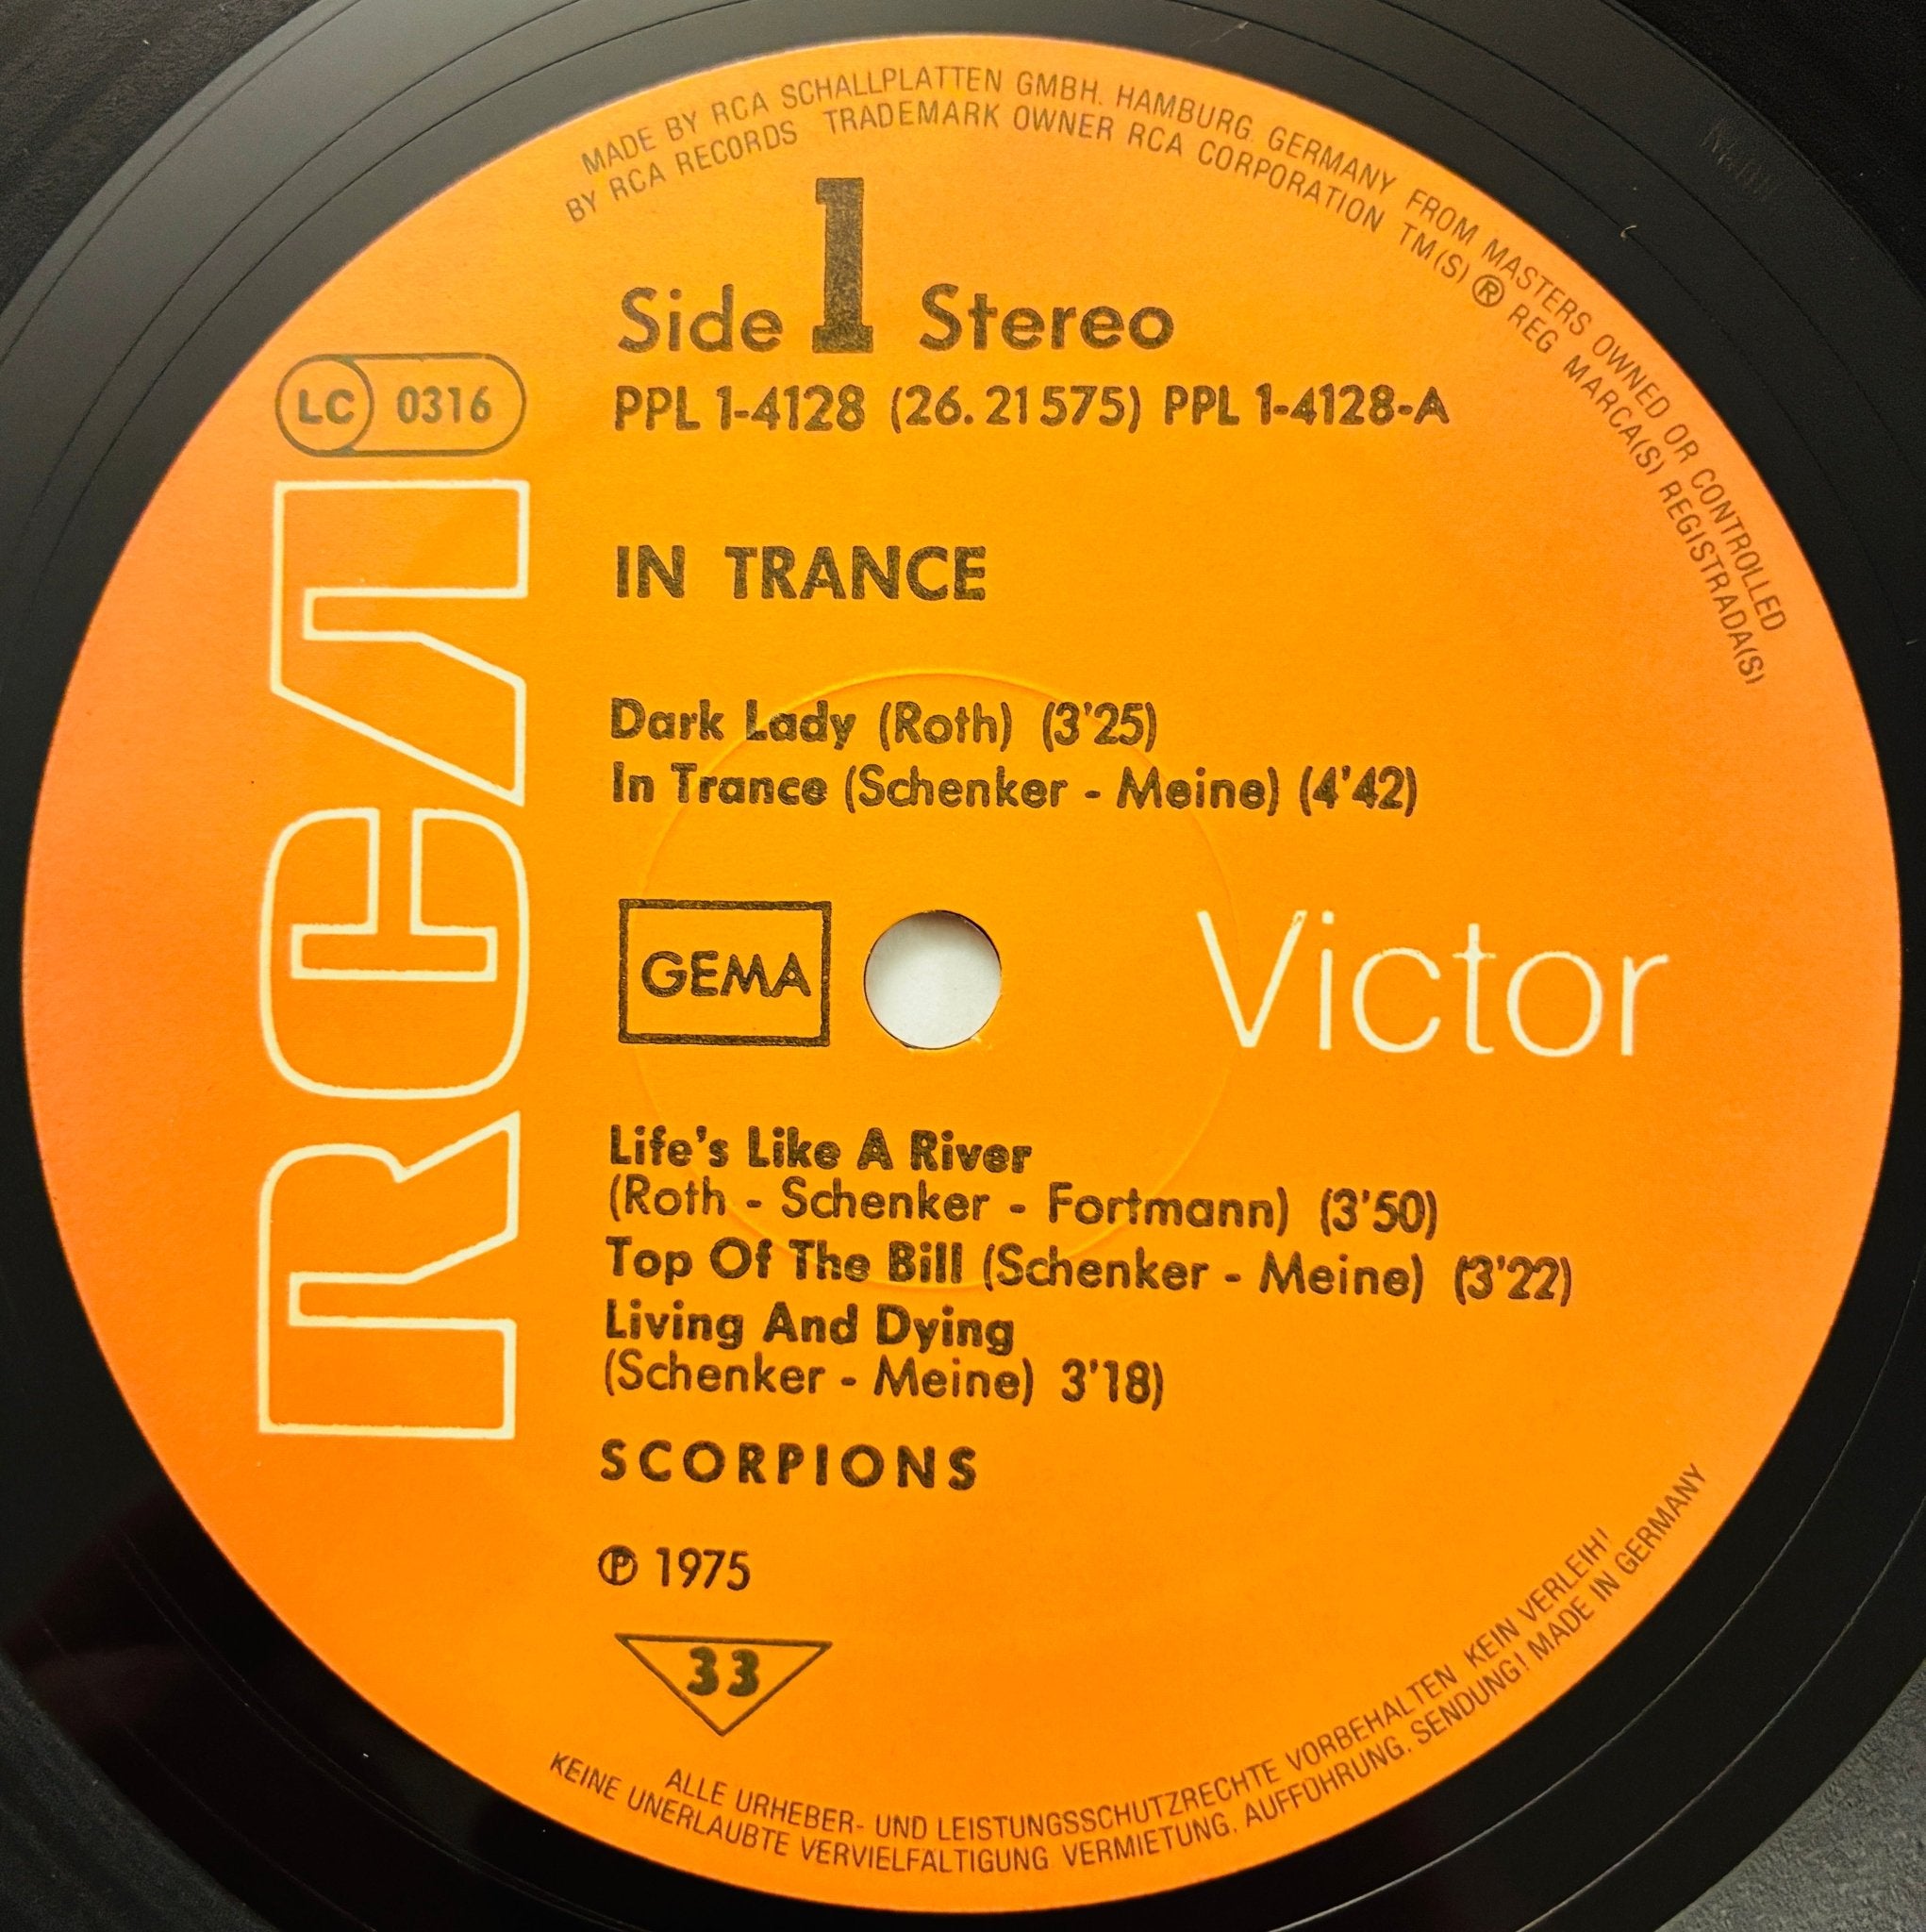 MADE BY RCA SCHALLPLATTEN GMBH. HAMBURG. GERMANY FROM MASTERS OWNED OR CONTROLLED
BY RCA RECORDS TRADEMARK OWNER RCA CORPORATION TM(S) ® REG MARCA(S) REGISTRADA(S)
Side 1 Stereo
LC 0316
PPL 1-4128 (26.21575) PPL 1-4128-A
RCA
IN TRANCE
Dark Lady (Roth) (3'25)
In Trance (Schenker - Meine) (4'42)
GEMA
Victor
Life's Like A River
(Roth - Schenker - Fortmann) (3'50)
Top Of The Bill (Schenker - Meine) (3'22)
Living And Dying
(Schenker - Meine) 3'18)
SCORPIONS
℗ 1975
33
ALLE URHEBER- UND LEISTUNGSSCHUTZRECHTE VORBEHALTEN KEIN VERLEIH!
KEINE UNERLAUBTE VERVIELFÄLTIGUNG VERMIETUNG. AUFFÜHRUNG. SENDUNG! MADE IN GERMANY